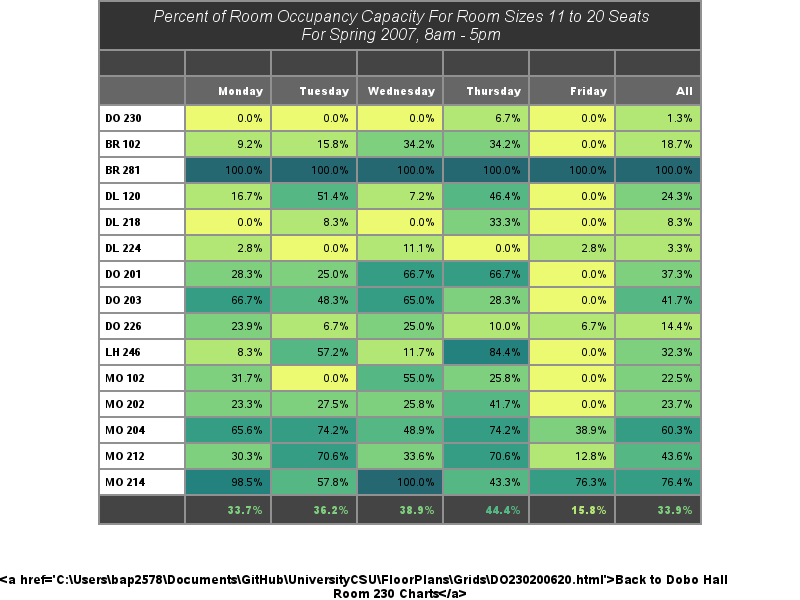 Percent of Room Occupancy Capacity For Room Sizes 11 to 20 Seats
For Spring 2007, 8am - 5pm
Monday Tuesday Wednesday Thursday Friday All
DO 230 0.0% 0.0% 0.0% 6.7% 0.0% 1.3%
BR 102 9.2% 15.8% 34.2% 34.2% 0.0% 18.7%
BR 281 100.0% 100.0% 100.0% 100.0% 100.0% 100.0%
DL 120 16.7% 51.4% 7.2% 46.4% 0.0% 24.3%
DL 218 0.0% 8.3% 0.0% 33.3% 0.0% 8.3%
DL 224 2.8% 0.0% 11.1% 0.0% 2.8% 3.3%
DO 201 28.3% 25.0% 66.7% 66.7% 0.0% 37.3%
DO 203 66.7% 48.3% 65.0% 28.3% 0.0% 41.7%
DO 226 23.9% 6.7% 25.0% 10.0% 6.7% 14.4%
LH 246 8.3% 57.2% 11.7% 84.4% 0.0% 32.3%
MO 102 31.7% 0.0% 55.0% 25.8% 0.0% 22.5%
MO 202 23.3% 27.5% 25.8% 41.7% 0.0% 23.7%
MO 204 65.6% 74.2% 48.9% 74.2% 38.9% 60.3%
MO 212 30.3% 70.6% 33.6% 70.6% 12.8% 43.6%
MO 214 98.5% 57.8% 100.0% 43.3% 76.3% 76.4%
33.7% 36.2% 38.9% 44.4% 15.8% 33.9%
<a href='C:\Users\bap2578\Documents\GitHub\UniversityCSU\FloorPlans\Grids\DO230200620.html'>Back to Dobo Hall
Room 230 Charts</a>